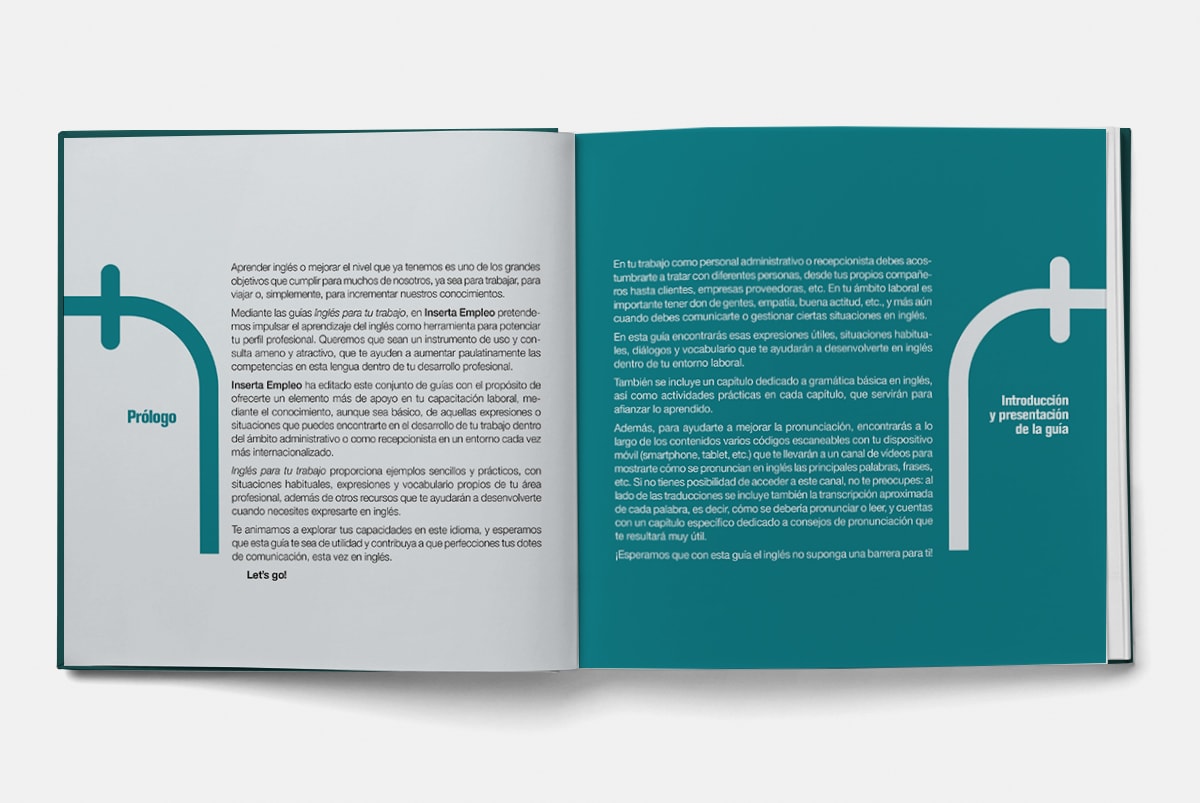 Prólogo
Aprender inglés o mejorar el nivel que ya tenemos es uno de los grandes
objetivos que cumplir para muchos de nosotros, ya sea para trabajar, para
viajar o, simplemente, para incrementar nuestros conocimientos.
Mediante las guías Inglés para tu trabajo, en Inserta Empleo pretende-
mos impulsar el aprendizaje del inglés como herramienta para potenciar
tu perfil profesional. Queremos que sean un instrumento de uso y con-
sulta ameno y atractivo, que te ayuden a aumentar paulatinamente las
competencias en esta lengua dentro de tu desarrollo profesional.
Inserta Empleo ha editado este conjunto de guías con el propósito de
ofrecerte un elemento más de apoyo en tu capacitación laboral, me-
diante el conocimiento, aunque sea básico, de aquellas expresiones o
situaciones que puedes encontrarte en el desarrollo de tu trabajo dentro
del ámbito administrativo o como recepcionista en un entorno cada vez
más internacionalizado.
Inglés para tu trabajo proporciona ejemplos sencillos y prácticos, con
situaciones habituales, expresiones y vocabulario propios de tu área
profesional, además de otros recursos que te ayudarán a desenvolverte
cuando necesites expresarte en inglés.
Te animamos a explorar tus capacidades en este idioma, y esperamos
que esta guía te sea de utilidad y contribuya a que perfecciones tus dotes
de comunicación, esta vez en inglés.
Let's go!
En tu trabajo como personal administrativo o recepcionista debes acos-
tumbrarte a tratar con diferentes personas, desde tus propios compañe-
ros hasta clientes, empresas proveedoras, etc. En tu ámbito laboral es
importante tener don de gentes, empatía, buena actitud, etc., y más aún
cuando debes comunicarte o gestionar ciertas situaciones en inglés.
En esta guía encontrarás esas expresiones útiles, situaciones habitua-
les, diálogos y vocabulario que te ayudarán a desenvolverte en inglés
dentro de tu entorno laboral.
También se incluye un capítulo dedicado a gramática básica en inglés,
así como actividades prácticas en cada capítulo, que servirán para
afianzar lo aprendido.
Además, para ayudarte a mejorar la pronunciación, encontrarás a lo
largo de los contenidos varios códigos escaneables con tu dispositivo
móvil (smartphone, tablet, etc.) que te llevarán a un canal de vídeos para
mostrarte cómo se pronuncian en inglés las principales palabras, frases,
etc. Si no tienes posibilidad de acceder a este canal, no te preocupes: al
lado de las traducciones se incluye también la transcripción aproximada
de cada palabra, es decir, cómo se debería pronunciar o leer, y cuentas
con un capítulo específico dedicado a consejos de pronunciación que
te resultará muy útil.
¡Esperamos que con esta guía el inglés no suponga una barrera para ti!
Introducción
y presentación
de la guía